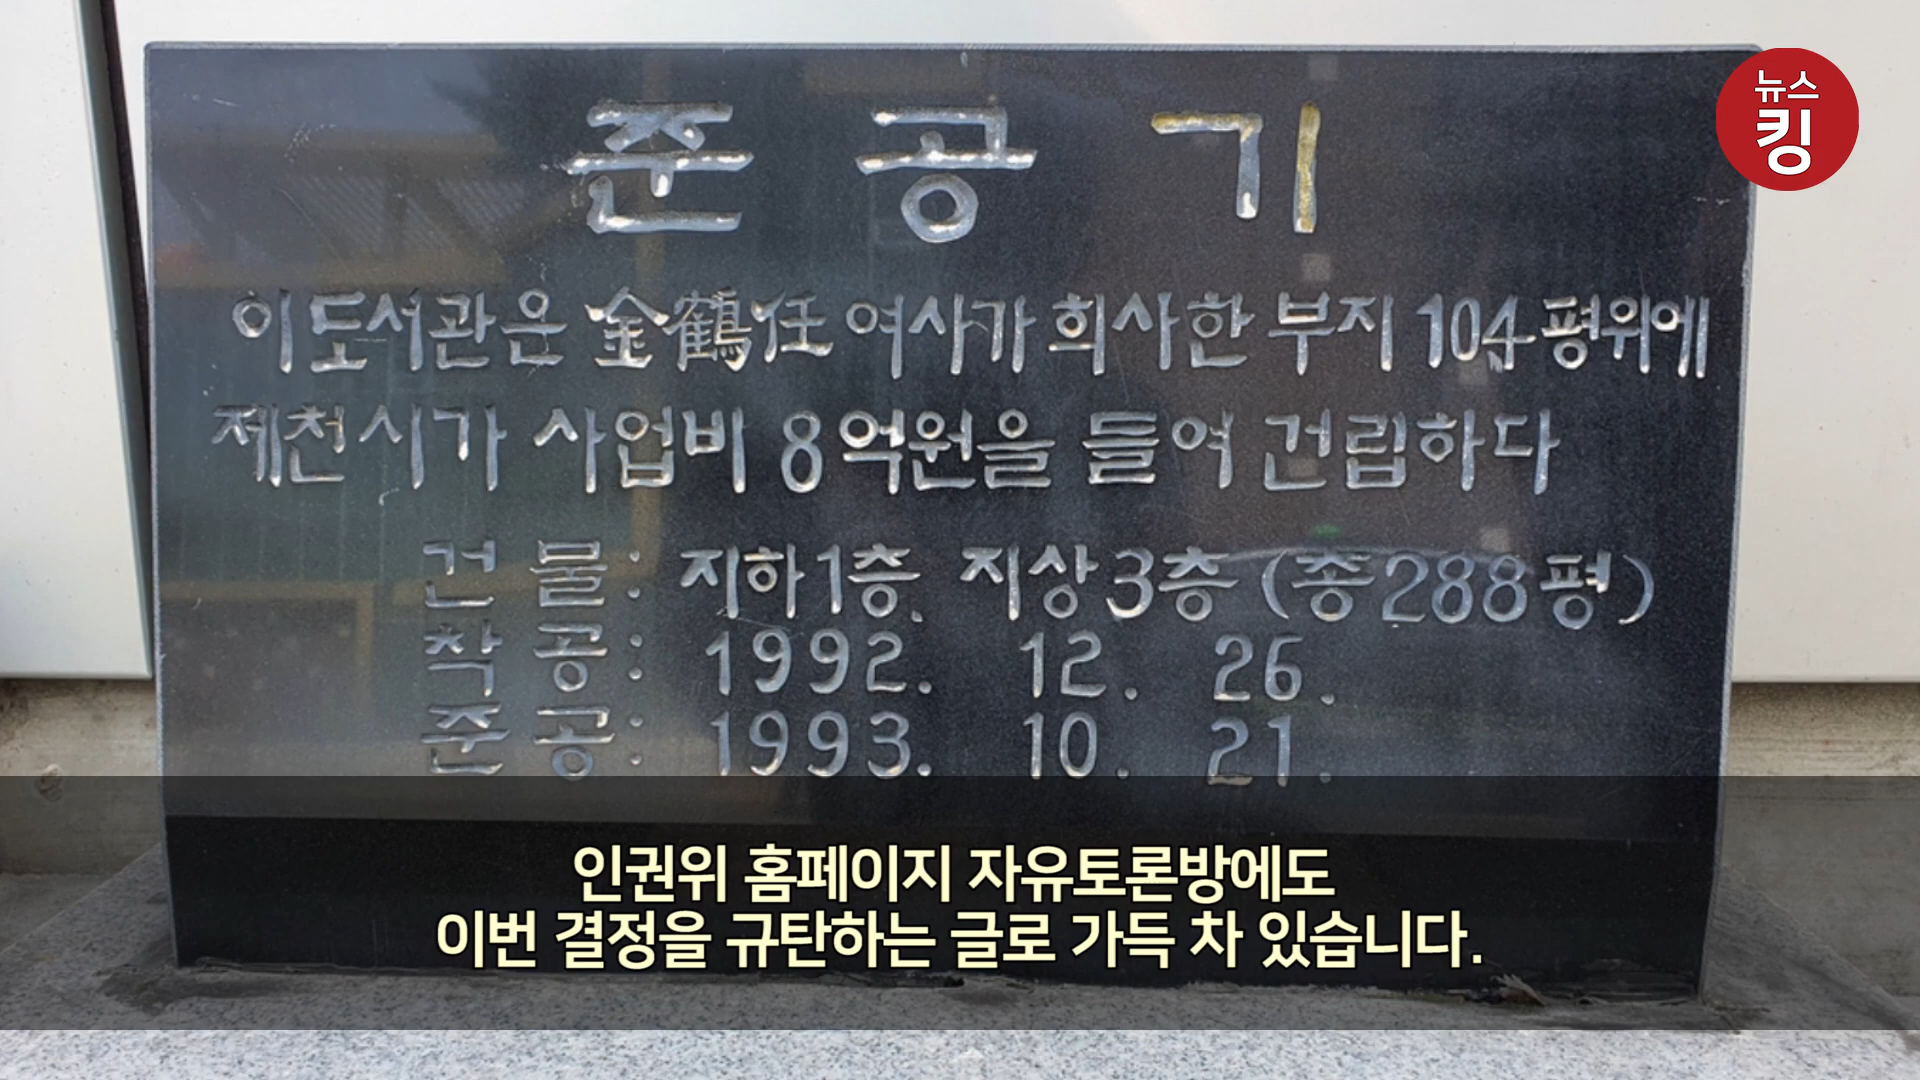 준 공 기
뉴스
킹
이 도서관은 金鶴任 여사가 희사한 부지 104평위에
제천시가 사업비 8억원을 들여 건립하다
건 물 : 지하1층. 지상3층 (총288평)
착 공 : 1992. 12. 26.
준 공 : 1993. 10. 21.
인권위 홈페이지 자유토론방에도
이번 결정을 규탄하는 글로 가득 차 있습니다.